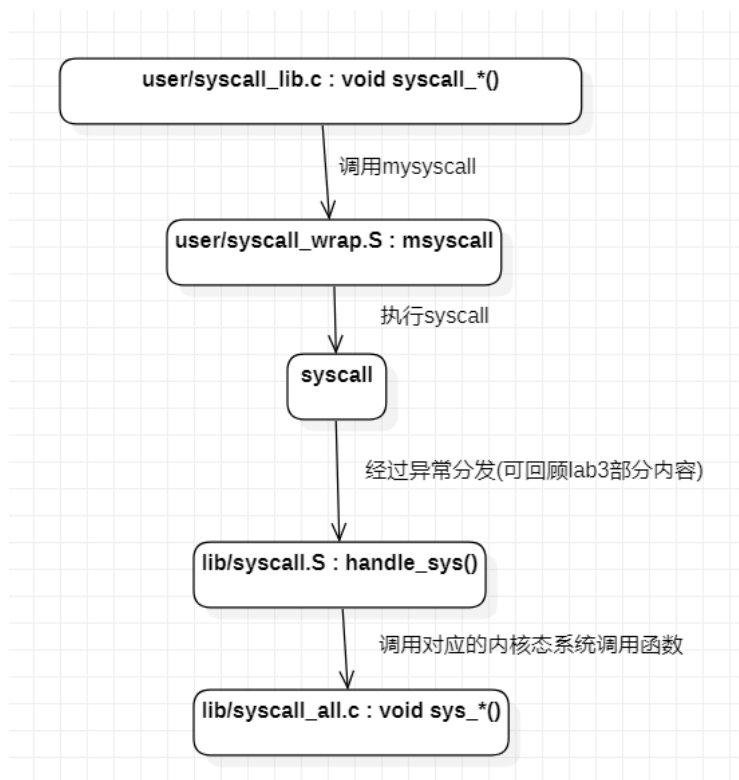 user/syscall_lib.c : void syscall_*()
调用mysyscall
user/syscall_wrap.S : msyscall
执行syscall
syscall
经过异常分发(可回顾lab3部分内容)
lib/syscall.S : handle_sys()
调用对应的内核态系统调用函数
lib/syscall_all.c : void sys_*()